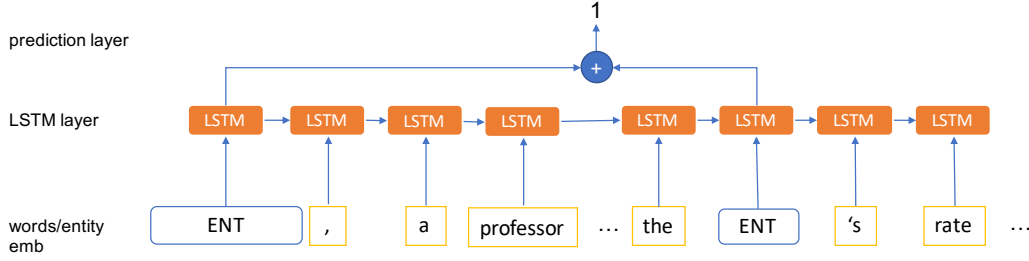 1
prediction layer
+
LSTM layer
LSTM LSTM LSTM LSTM LSTM LSTM LSTM LSTM
words/entity
emb
ENT , a professor ... the ENT 's rate ...